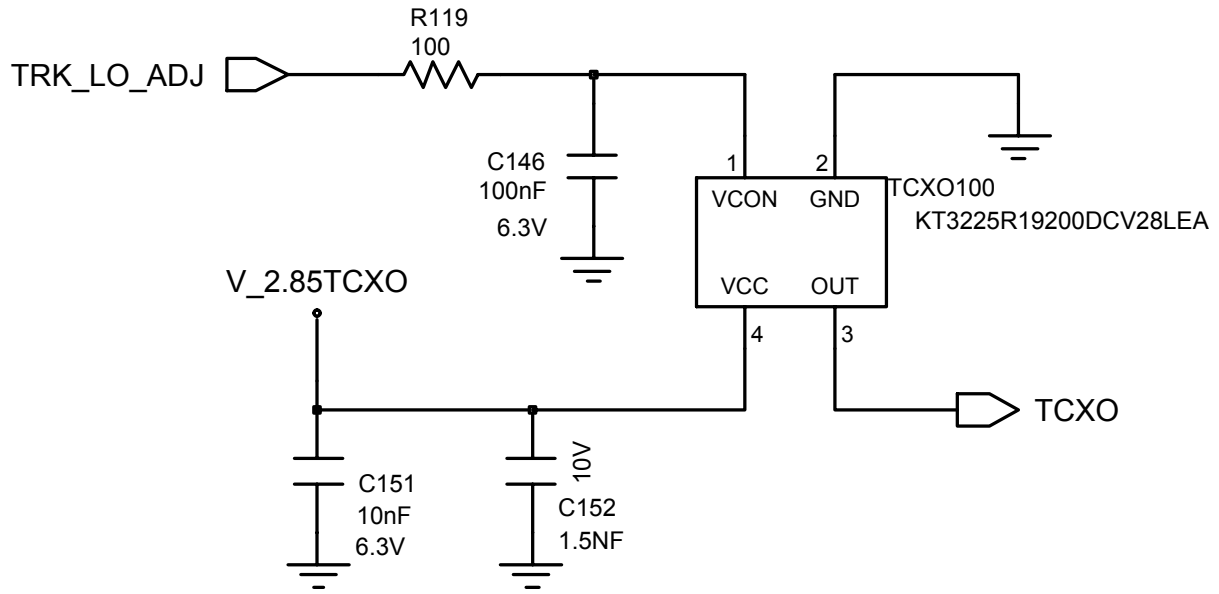 R119
100
TRK_LO_ADJ
C146
100nF
6.3V
1
2
VCON
GND
TCXO100
KT3225R19200DCV28LEA
VCC
OUT
4
3
V_2.85TCXO
TCXO
C151
10nF
6.3V
10V
C152
1.5NF